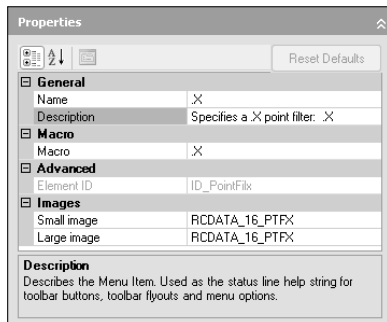 Properties
Reset Defaults
General
Name .X
Description Specifies a .X point filter: .X
Macro
Macro .X
Advanced
Element ID ID_PointFilx
Images
Small image RCDATA_16_PTFX
Large image RCDATA_16_PTFX
Description
Describes the Menu Item. Used as the status line help string for
toolbar buttons, toolbar flyouts and menu options.